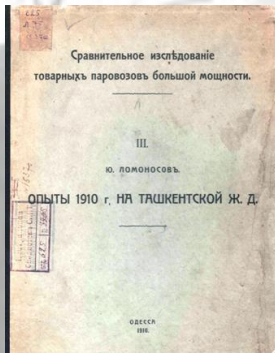 Сравнительное изслѣдованіе
товарныхъ паровозовъ большой мощности.
III.
Ю. ЛОМОНОСОВЪ.
ОПЫТЫ 1910 г. НА ТАШКЕНТСКОЙ Ж. Д.
ОДЕССА